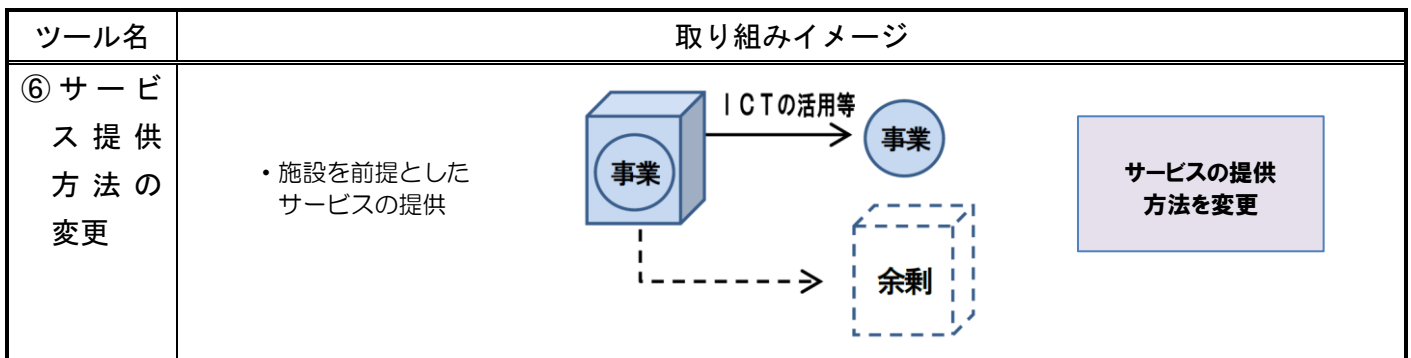 ツール名
取り組みイメージ
⑥サービ
ス提供
方法の
変更
・施設を前提とした
サービスの提供
事業
ICTの活用等
事業
余剰
サービスの提供
方法を変更